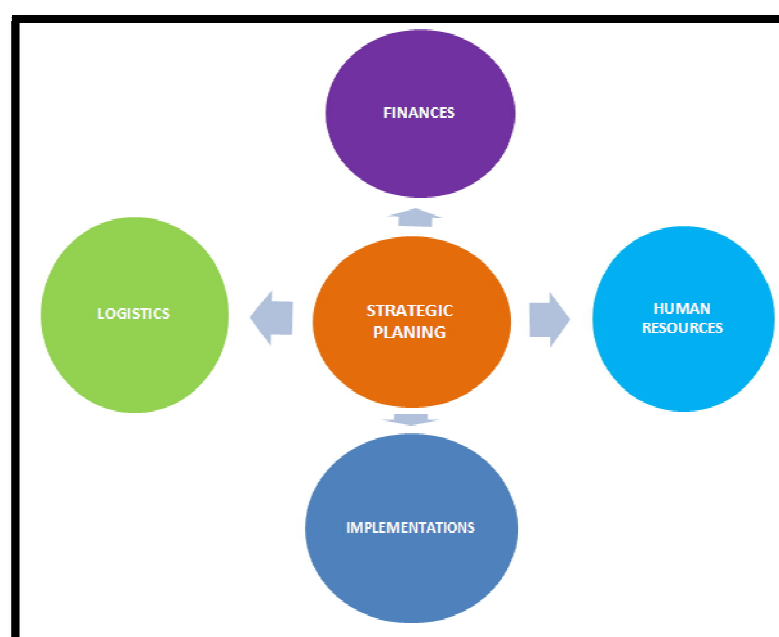 FINANCES
LOGISTICS
STRATEGIC
PLANING
HUMAN
RESOURCES
IMPLEMENTATIONS